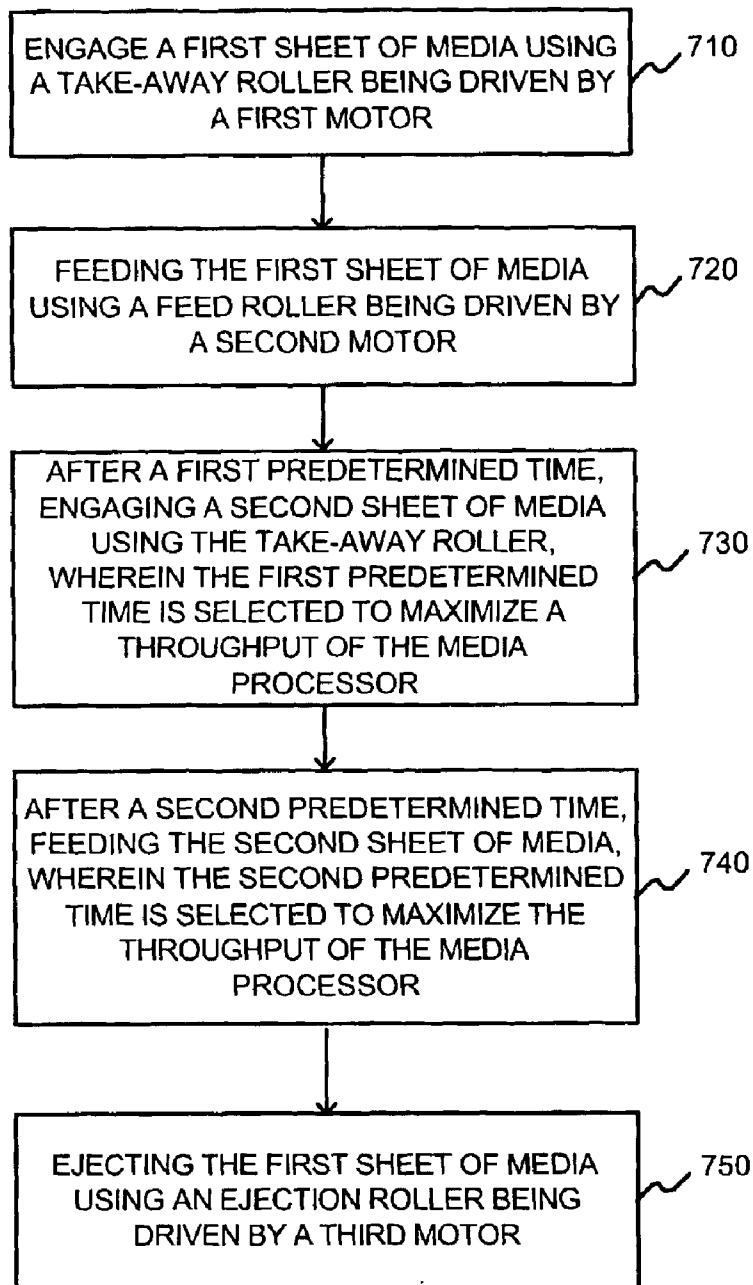 ENGAGE A FIRST SHEET OF MEDIA USING
A TAKE-AWAY ROLLER BEING DRIVEN BY
A FIRST MOTOR
710
FEEDING THE FIRST SHEET OF MEDIA
USING A FEED ROLLER BEING DRIVEN BY
A SECOND MOTOR
720
AFTER A FIRST PREDETERMINED TIME,
ENGAGING A SECOND SHEET OF MEDIA
USING THE TAKE-AWAY ROLLER,
WHEREIN THE FIRST PREDETERMINED
TIME IS SELECTED TO MAXIMIZE A
THROUGHPUT OF THE MEDIA
PROCESSOR
730
AFTER A SECOND PREDETERMINED TIME,
FEEDING THE SECOND SHEET OF MEDIA,
WHEREIN THE SECOND PREDETERMINED
TIME IS SELECTED TO MAXIMIZE THE
THROUGHPUT OF THE MEDIA
PROCESSOR
740
EJECTING THE FIRST SHEET OF MEDIA
USING AN EJECTION ROLLER BEING
DRIVEN BY A THIRD MOTOR
750